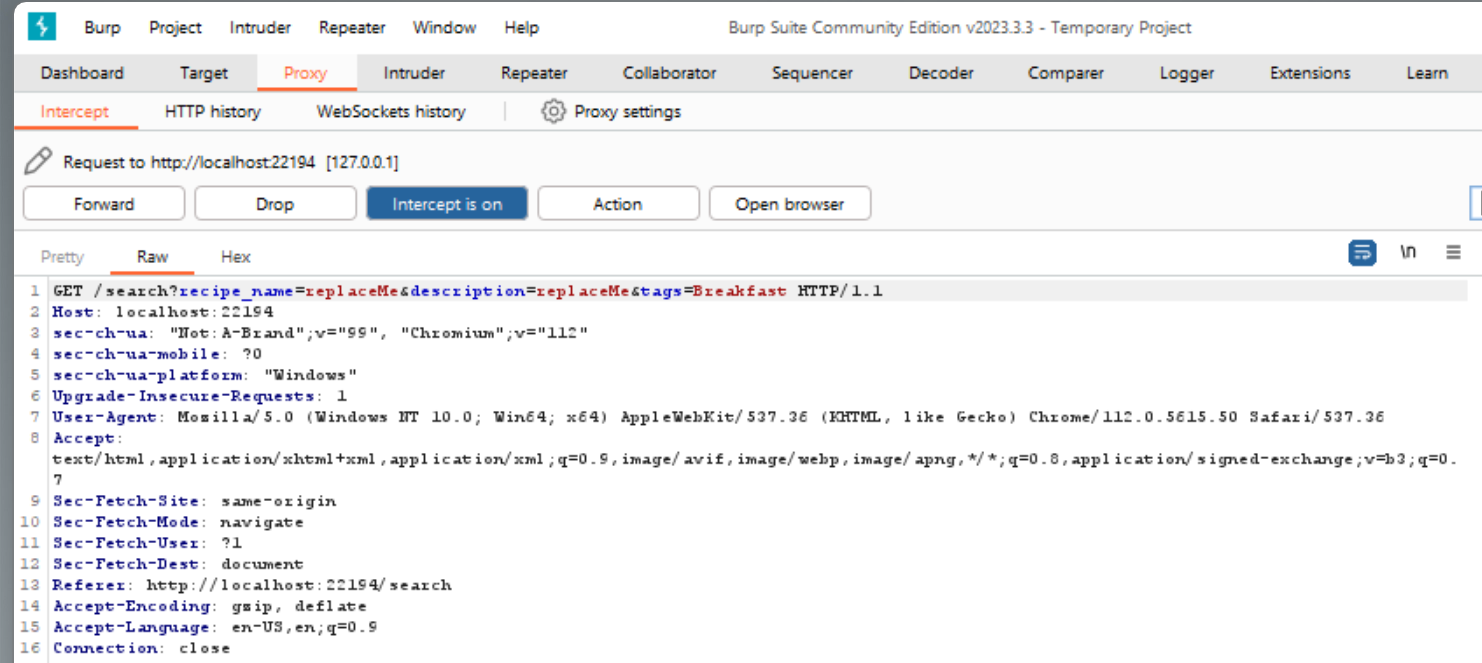 Burp Project Intruder Repeater Window Help Burp Suite Community Edition v2023.3.3 - Temporary Project
Dashboard Target Proxy Intruder Repeater Collaborator Sequencer Decoder Comparer Logger Extensions Learn
Intercept HTTP history WebSockets history Proxy settings
Request to http://localhost:22194 [127.0.0.1]
Forward Drop Intercept is on Action Open browser
Pretty Raw Hex \n
1 GET /search?recipe_name=replaceMe&description=replaceMe&tags=Breakfast HTTP/1.1
2 Host: localhost:22194
3 sec-ch-ua: "Not:A-Brand";v="99", "Chromium";v="112"
4 sec-ch-ua-mobile: ?0
5 sec-ch-ua-platform: "Windows"
6 Upgrade-Insecure-Requests: 1
7 User-Agent: Mozilla/5.0 (Windows NT 10.0; Win64; x64) AppleWebKit/537.36 (KHTML, like Gecko) Chrome/112.0.5615.50 Safari/537.36
8 Accept:
text/html,application/xhtml+xml,application/xml;q=0.9,image/avif,image/webp,image/apng,*/*;q=0.8,application/signed-exchange;v=b3;q=0.
7
9 Sec-Fetch-Site: same-origin
10 Sec-Fetch-Mode: navigate
11 Sec-Fetch-User: ?1
12 Sec-Fetch-Dest: document
13 Referer: http://localhost:22194/search
14 Accept-Encoding: gzip, deflate
15 Accept-Language: en-US,en;q=0.9
16 Connection: close